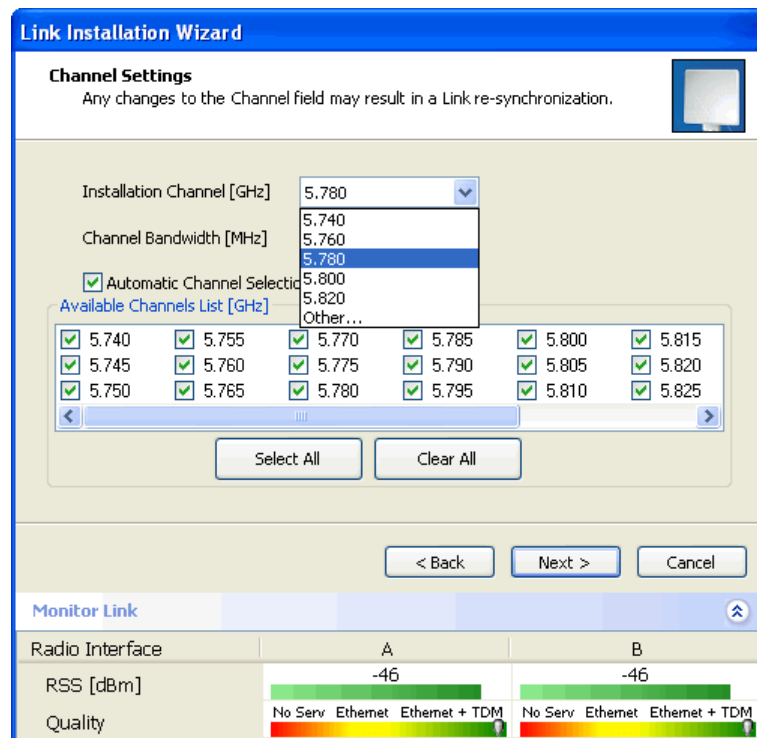 Link Installation Wizard
Channel Settings
Any changes to the Channel field may result in a Link re-synchronization.
Installation Channel [GHz] 5.780
5.740
Channel Bandwidth [MHz] 5.760
5.780
Automatic Channel Selectio 5.800
5.820
Available Channels List [GHz] Other...
5.740 5.755 5.770 5.785 5.800 5.815
5.745 5.760 5.775 5.790 5.805 5.820
5.750 5.765 5.780 5.795 5.810 5.825
Select All Clear All
< Back Next > Cancel
Monitor Link
Radio Interface A B
RSS [dBm] -46 -46
Quality No Serv Ethernet Ethernet + TDM No Serv Ethernet Ethernet + TDM